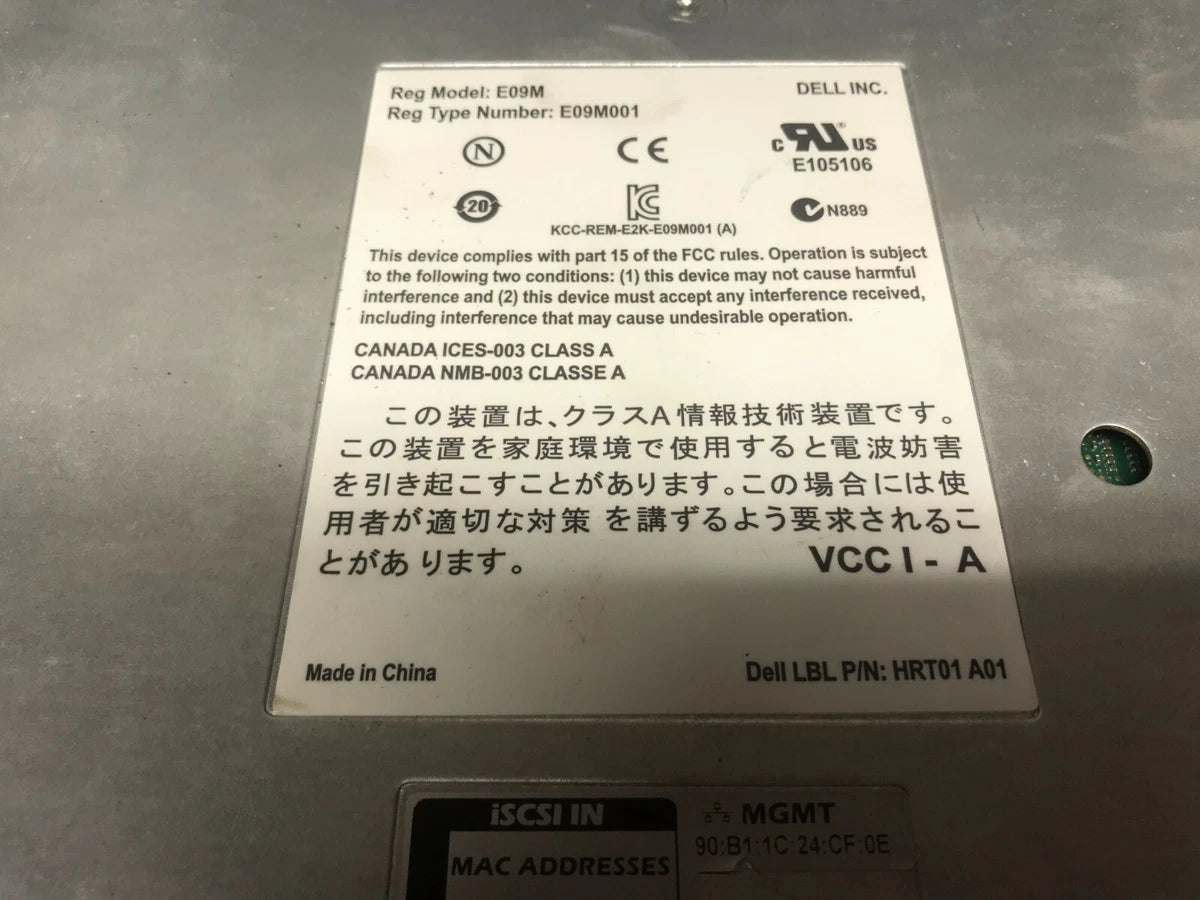 Reg Model: E09M
DELL INC.
Reg Type Number: E09M001
N
CE
c RU® US
E105106
20
KC
N889
KCC-REM-E2K-E09M001 (A)
This device complies with part 15 of the FCC rules. Operation is subject
to the following two conditions: (1) this device may not cause harmful
interference and (2) this device must accept any interference received,
including interference that may cause undesirable operation.
CANADA ICES-003 CLASS A
CANADA NMB-003 CLASSE A
この装置は、クラスA情報技術装置です。
この装置を家庭環境で使用すると電波妨害
を引き起こすことがあります。この場合には使
用者が適切な対策 を講ずるよう要求されるこ
とがあ ります。
VCC I - A
Made in China
Dell LBL P/N: HRT01 A01
iSCSI IN
MGMT
90:B1:1C:24:CF:0E
MAC ADDRESSES